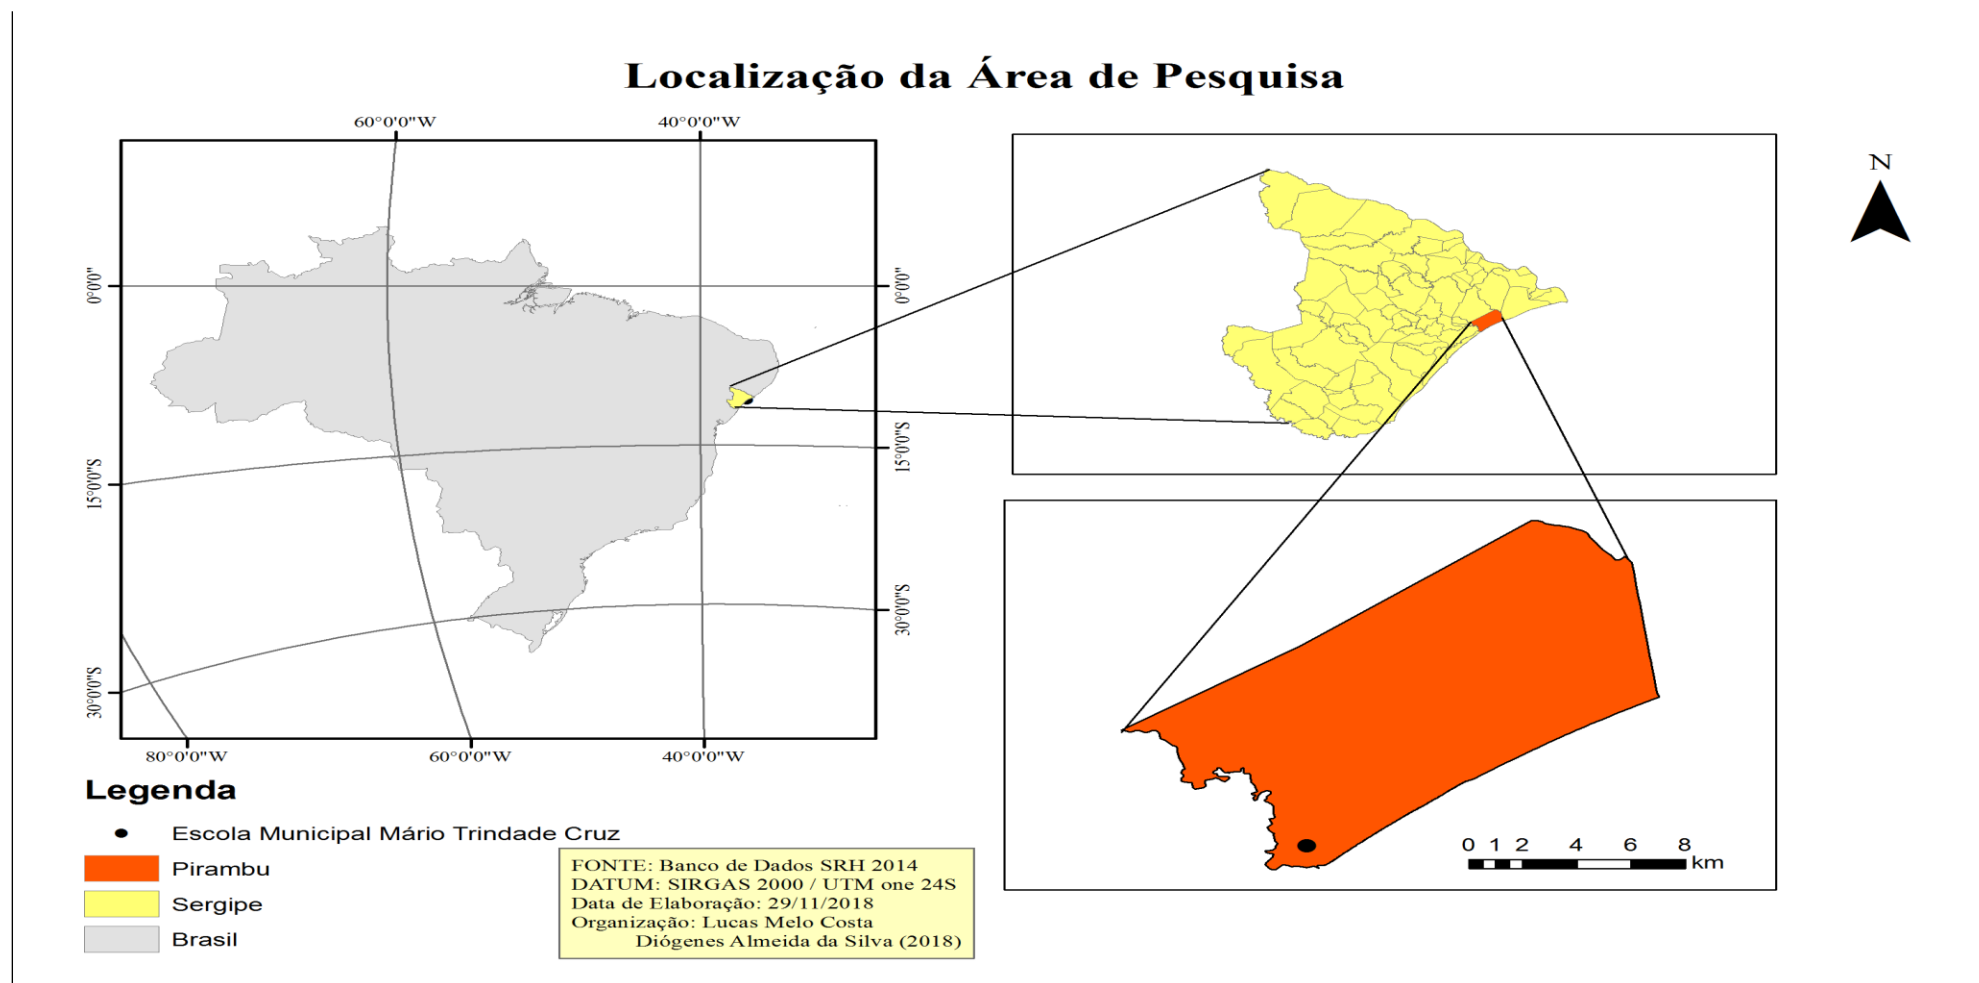 Localização da Área de Pesquisa
60°0'0"W
40°0'0"W
0°0'0"
0°0'0"
15°0'0"S
15°0'0"S
30°0'0"S
30°0'0"S
80°0'0"W
60°0'0"W
40°0'0"W
N
0 1 2 4 6 8
km
Legenda
Escola Municipal Mário Trindade Cruz
Pirambu
Sergipe
Brasil
FONTE: Banco de Dados SRH 2014
DATUM: SIRGAS 2000 / UTM one 24S
Data de Elaboração: 29/11/2018
Organização: Lucas Melo Costa
Diógenes Almeida da Silva (2018)